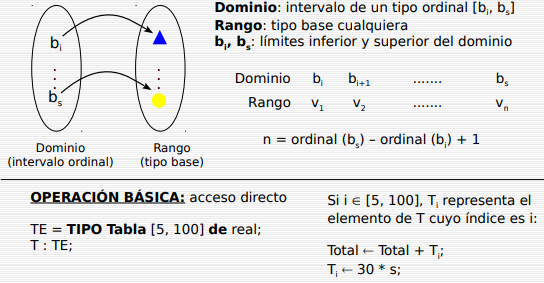 Dominio: intervalo de un tipo ordinal [bi, bs]
Rango: tipo base cualquiera
bi, bs: límites inferior y superior del dominio
bi
bs
Dominio bi bi+1 ....... bs
Rango v1 v2 ....... vn
n = ordinal (bs) – ordinal (bi) + 1
Dominio
(intervalo ordinal)
Rango
(tipo base)
OPERACIÓN BÁSICA: acceso directo
TE = TIPO Tabla [5, 100] de real;
T : TE;
Si i ∈ [5, 100], Ti representa el
elemento de T cuyo índice es i:
Total ← Total + Ti;
Ti ← 30 * s;